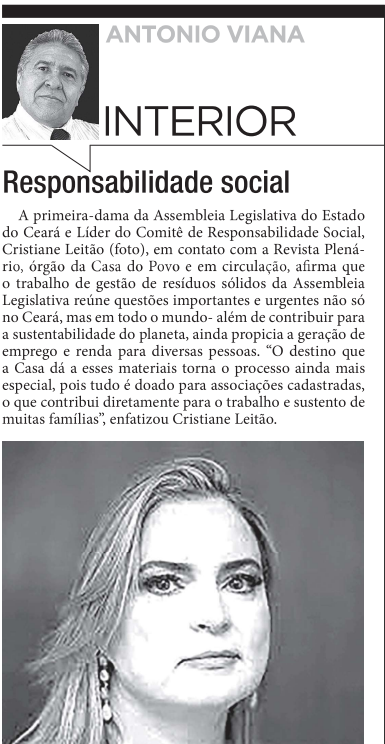 ANTONIO VIANA
INTERIOR
Responsabilidade social
A primeira-dama da Assembleia Legislativa do Estado
do Ceará e Líder do Comitê de Responsabilidade Social,
Cristiane Leitão (foto), em contato com a Revista Plená-
rio, órgão da Casa do Povo e em circulação, afirma que
o trabalho de gestão de resíduos sólidos da Assembleia
Legislativa reúne questões importantes e urgentes não só
no Ceará, mas em todo o mundo- além de contribuir para
a sustentabilidade do planeta, ainda propicia a geração de
emprego e renda para diversas pessoas. “O destino que
a Casa dá a esses materiais torna o processo ainda mais
especial, pois tudo é doado para associações cadastradas,
o que contribui diretamente para o trabalho e sustento de
muitas famílias”, enfatizou Cristiane Leitão.